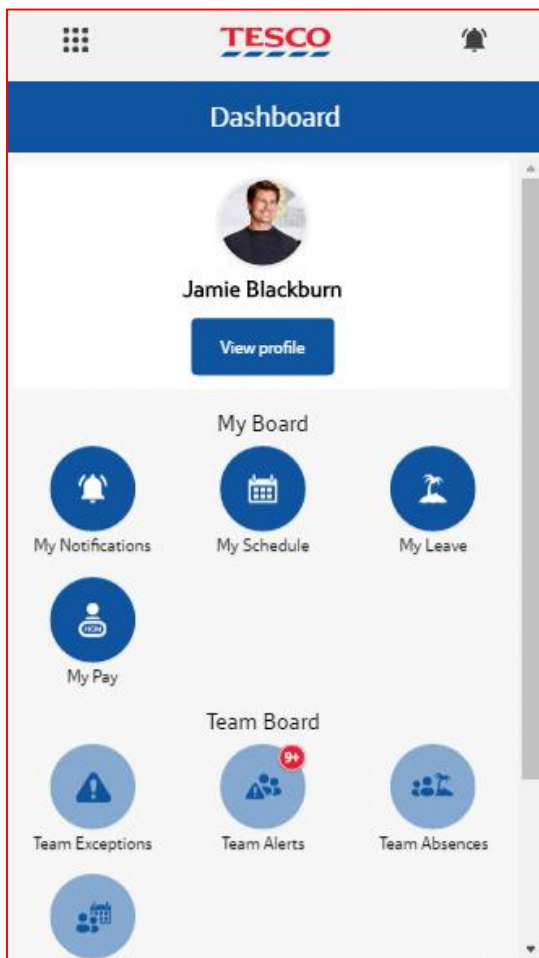 TESCO
Dashboard
Jamie Blackburn
View profile
My Board
My Notifications My Schedule My Leave
HCM
My Pay
Team Board
9+
Team Exceptions Team Alerts Team Absences